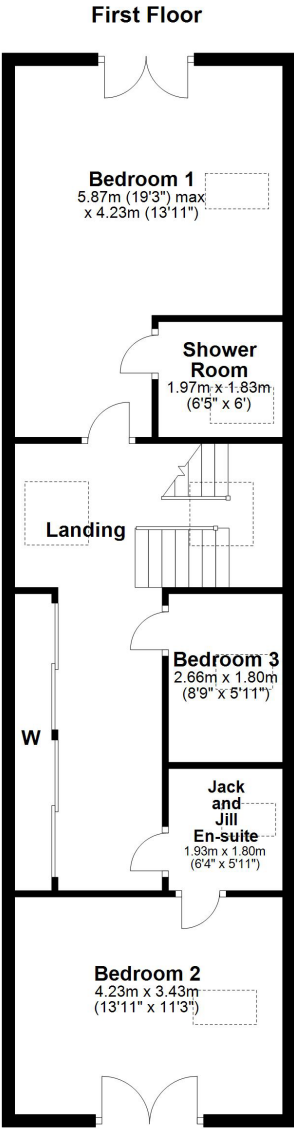 First Floor
Bedroom 1
5.87m (19'3") max
x 4.23m (13'11")
Shower
Room
1.97m x 1.83m
(6'5" x 6')
Landing
Bedroom 3
2.66m x 1.80m
(8'9" x 5'11")
W
Jack
and
Jill
En-suite
1.93m x 1.80m
(6'4" x 5'11")
Bedroom 2
4.23m x 3.43m
(13'11" x 11'3")